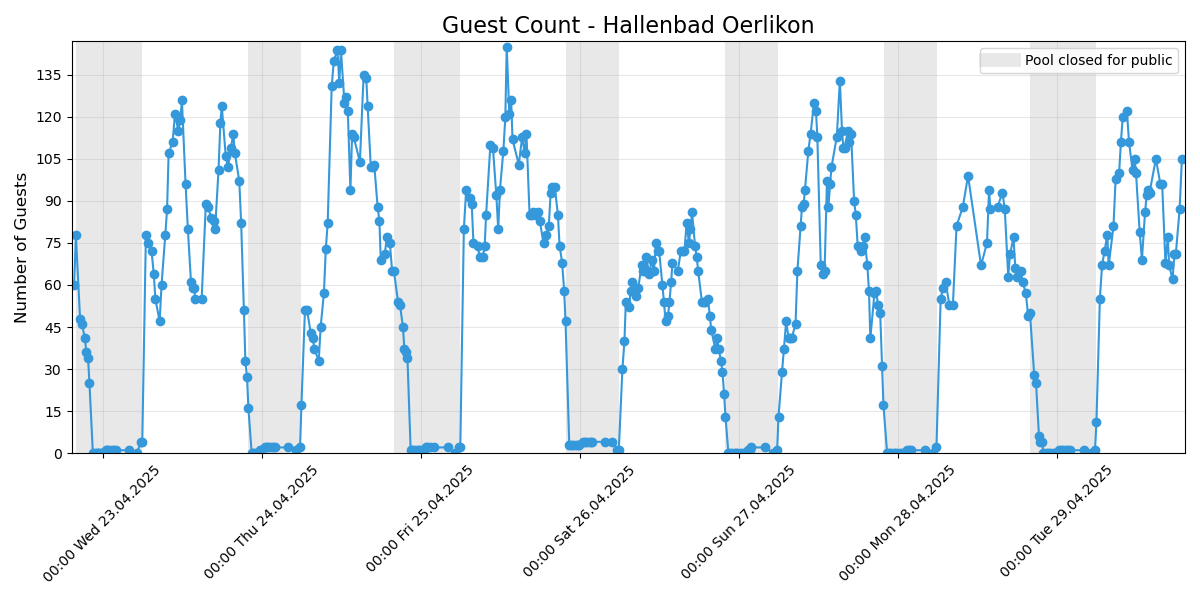 Guest Count - Hallenbad Oerlikon
Pool closed for public
Number of Guests
135
120
105
90
75
60
45
30
15
0
00:00 Wed 23.04.2025
00:00 Thu 24.04.2025
00:00 Fri 25.04.2025
00:00 Sat 26.04.2025
00:00 Sun 27.04.2025
00:00 Mon 28.04.2025
00:00 Tue 29.04.2025